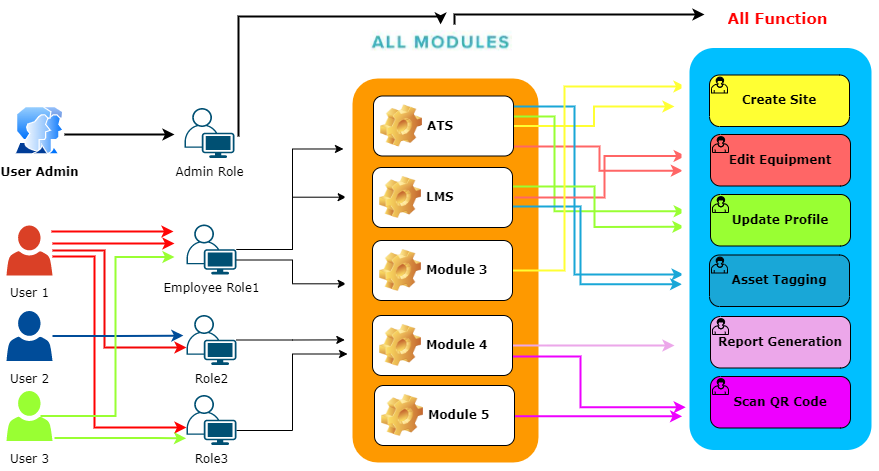 All Function
ALL MODULES
User Admin
Admin Role
ATS
Create Site
LMS
Edit Equipment
Update Profile
User 1
Employee Role1
Module 3
Asset Tagging
User 2
Role2
Module 4
Report Generation
User 3
Role3
Module 5
Scan QR Code